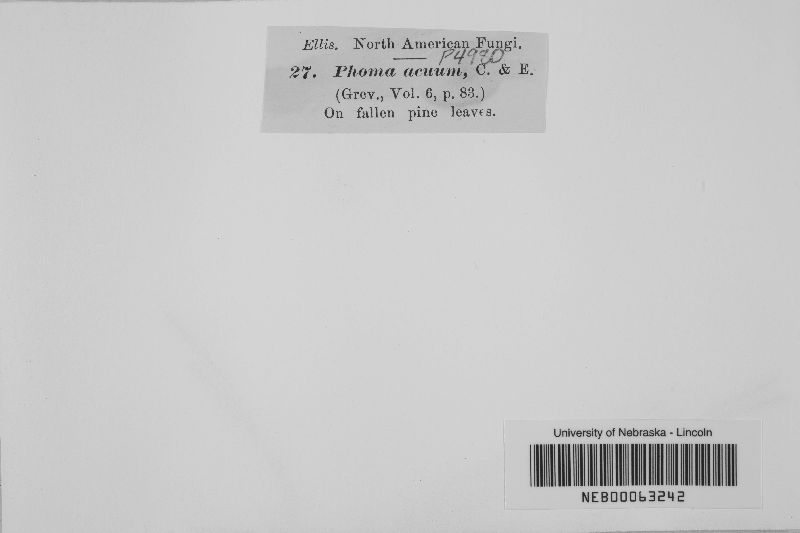 Ellis. North American Fungi.
P4930
27. Phoma acuum, C. & E.
(Grev., Vol. 6, p. 83.)
On fallen pine leaves.
University of Nebraska - Lincoln
NEB00063242